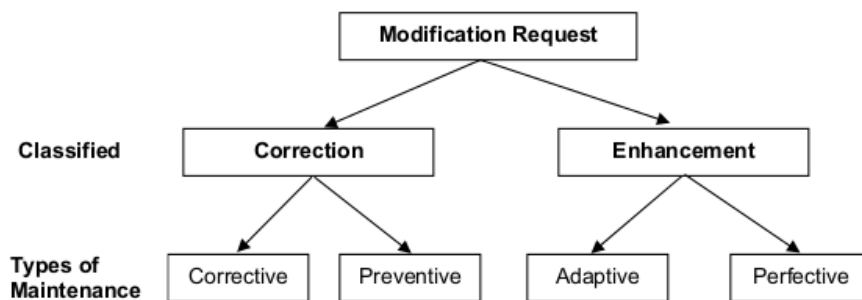 Modification Request
Classified
Correction
Enhancement
Types of
Maintenance
Corrective
Preventive
Adaptive
Perfective